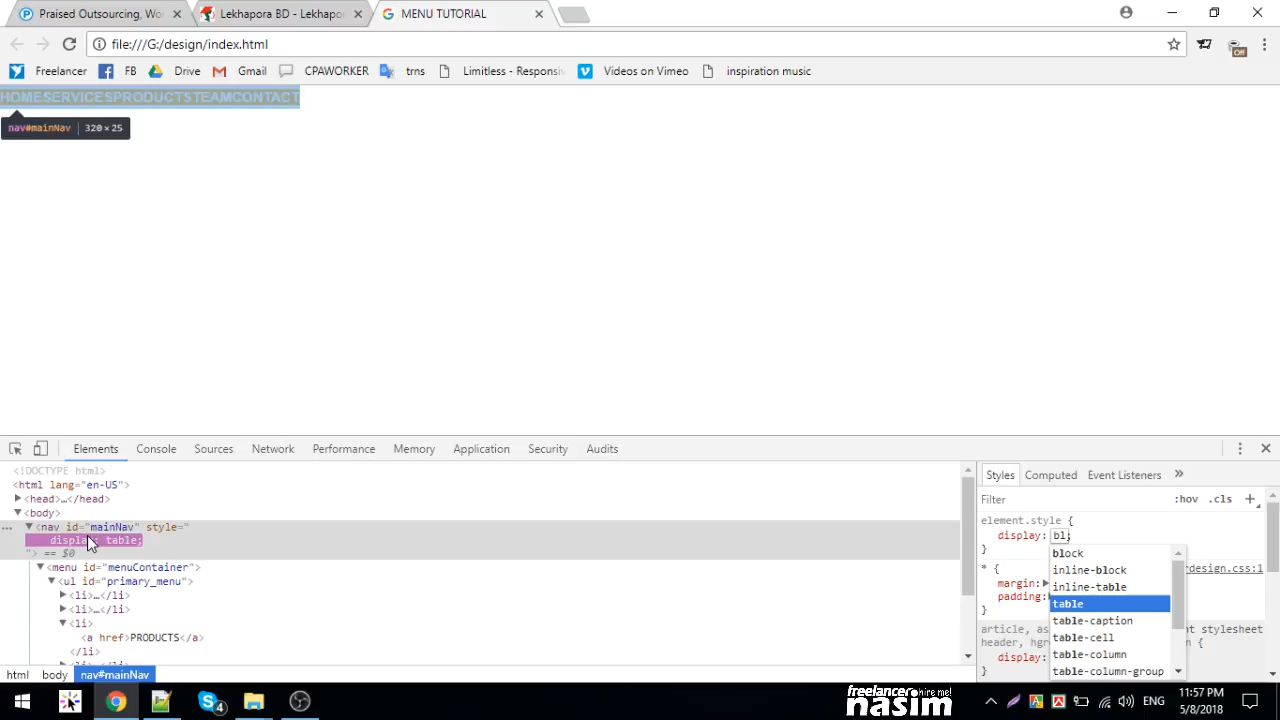 Praised Outsourcing, Wo
Lekhapora BD - Lekhapo
MENU TUTORIAL
file:///G:/design/index.html
Freelancer
FB
Drive
Gmail
CPAWORKER
trns
Limitless - Responsiv
Videos on Vimeo
inspiration music
Off
HOMESERVICESPRODUCTSTEAMCONTACT
nav#mainNav 320 × 25
Elements
Console
Sources
Network
Performance
Memory
Application
Security
Audits
<!DOCTYPE html>
<html lang="en-US">
<head>…</head>
<body>
<nav id="mainNav" style="
display: table;
"> == $0
<menu id="menuContainer">
<ul id="primary_menu">
<li>…</li>
<li>…</li>
<li>
<a href>PRODUCTS</a>
</li>
html body nav#mainNav
Styles
Computed
Event Listeners
»
Filter
:hov .cls +
element.style {
display: bl;
}
block
inline-block
inline-table
table
table-caption
table-cell
table-column
table-column-group
* {
design.css:1
margin:
padding:
}
article, as
nt stylesheet
header, hgr
n {
display:
}
4
freelancer hire me!
nasim
ENG
11:57 PM
5/8/2018